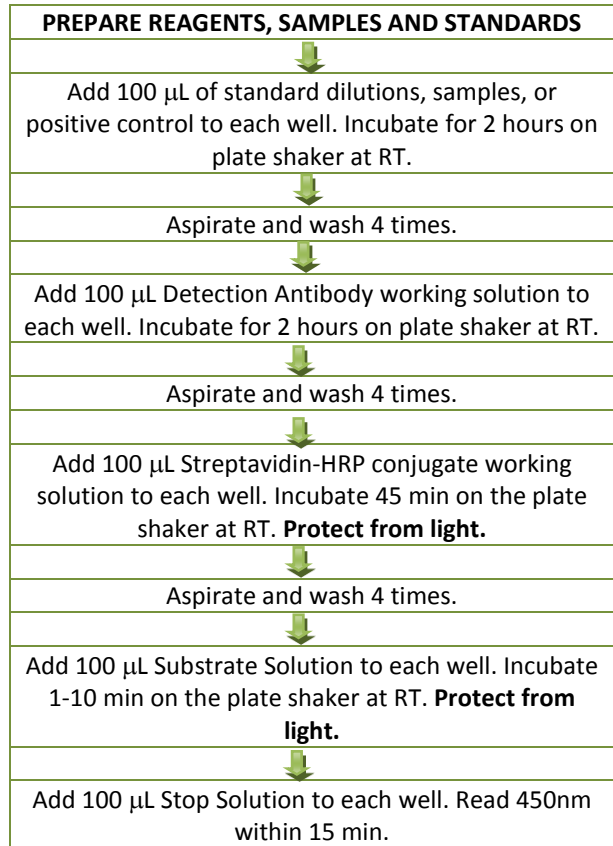 PREPARE REAGENTS, SAMPLES AND STANDARDS
Add 100 μL of standard dilutions, samples, or
positive control to each well. Incubate for 2 hours on
plate shaker at RT.
Aspirate and wash 4 times.
Add 100 μL Detection Antibody working solution to
each well. Incubate for 2 hours on plate shaker at RT.
Aspirate and wash 4 times.
Add 100 μL Streptavidin-HRP conjugate working
solution to each well. Incubate 45 min on the plate
shaker at RT. Protect from light.
Aspirate and wash 4 times.
Add 100 μL Substrate Solution to each well. Incubate
1-10 min on the plate shaker at RT. Protect from
light.
Add 100 μL Stop Solution to each well. Read 450nm
within 15 min.